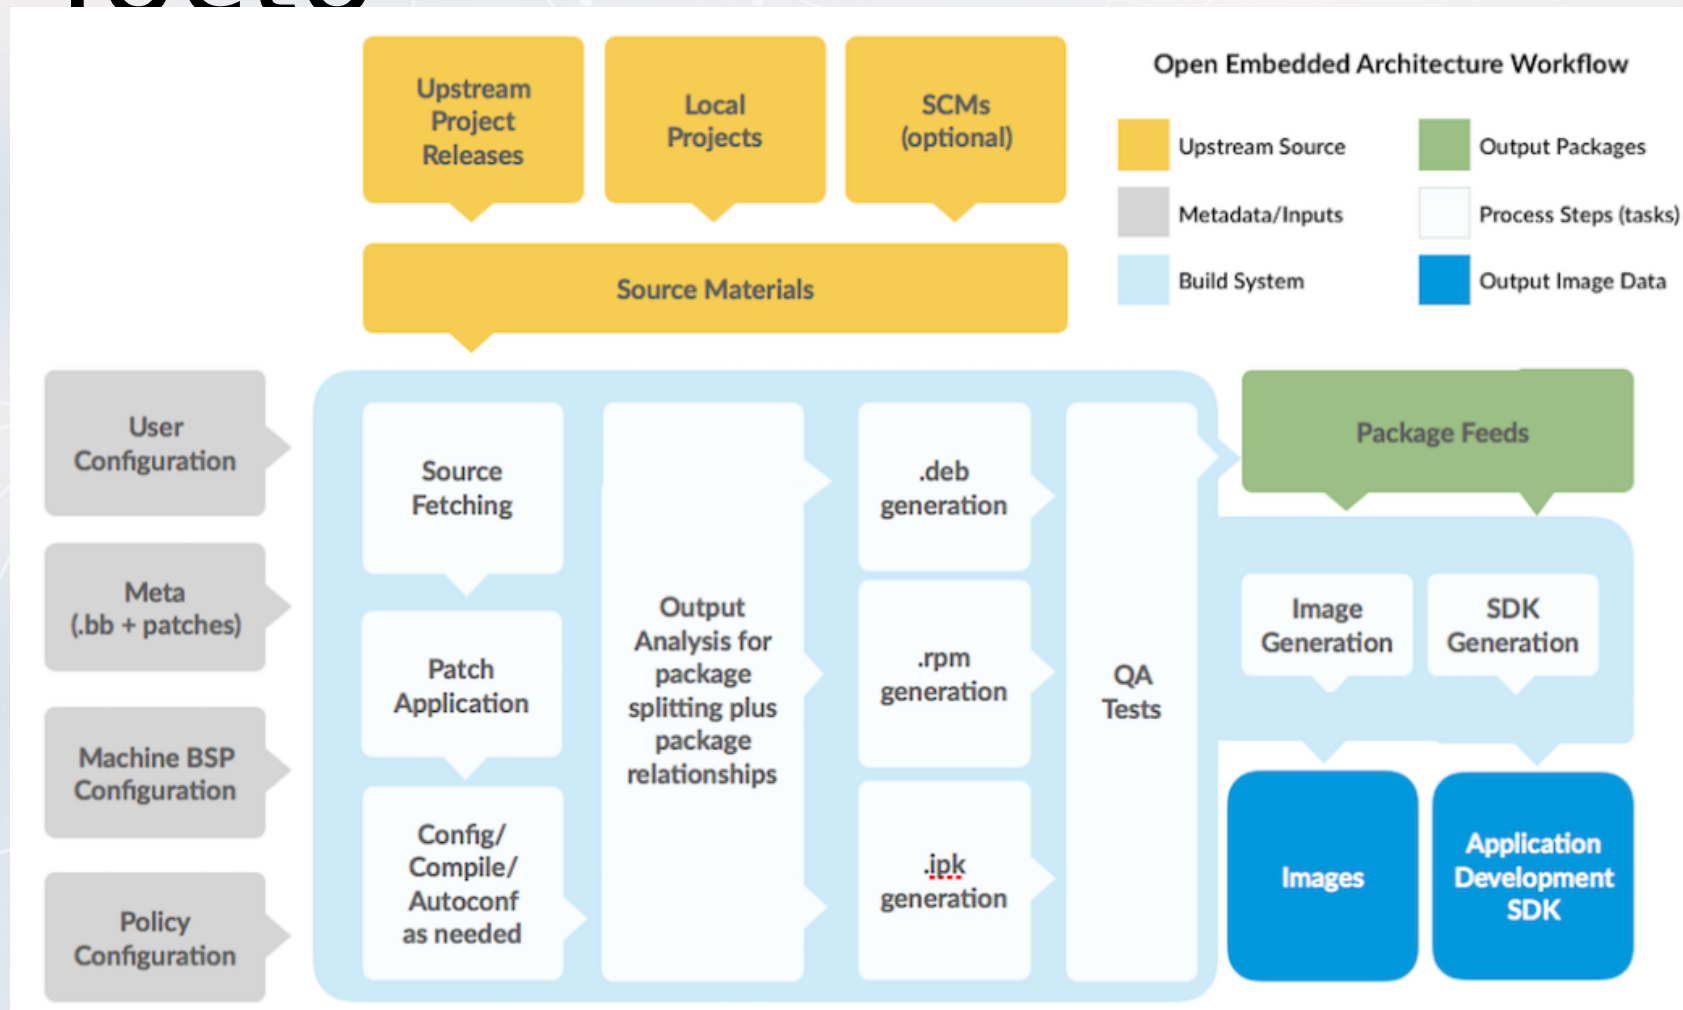 Upstream
Project
Releases
Local
Projects
SCMs
(optional)
Source Materials
Open Embedded Architecture Workflow
Upstream Source
Output Packages
Metadata/Inputs
Process Steps (tasks)
Build System
Output Image Data
User
Configuration
Meta
(.bb + patches)
Machine BSP
Configuration
Policy
Configuration
Source
Fetching
Patch
Application
Config/
Compile/
Autoconf
as needed
Output
Analysis for
package
splitting plus
package
relationships
.deb
generation
.rpm
generation
.ipk
generation
QA
Tests
Package Feeds
Image
Generation
SDK
Generation
Images
Application
Development
SDK